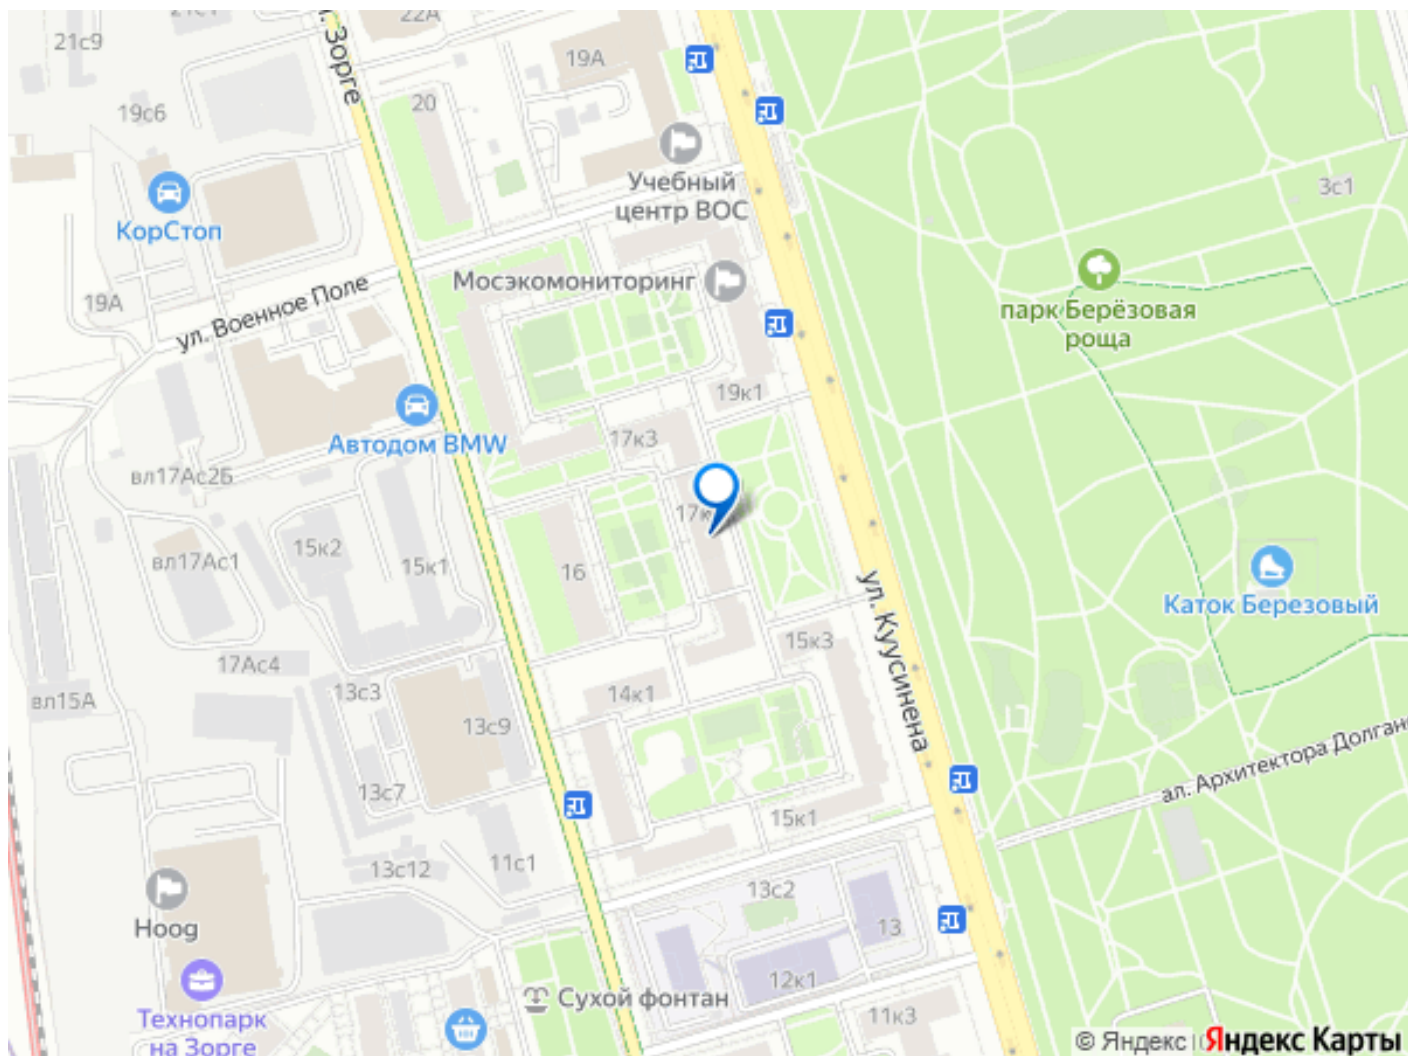 22А
21с9
ул. Зорге
19А
20
19с6
Учебный
центр ВОС
3с1
КорСтоп
Мосэкомониторинг
19А
ул. Военное Поле
парк Берёзовая
роща
19к1
Автодом ВМW
17к3
вл17Ас2Б
17к
15к2
вл17Ас1
15к1
16
ул. Куусинена
Каток Березовый
15к3
17Ас4
14к1
вл15А
13с3
13с9
ал. Архитектора Долган
13с7
15к1
13с12
11с1
13с2
13
Hoog
12к1
Сухой фонтан
11к3
Технопарк
на Зорге
© Яндекс Яндекс Карты